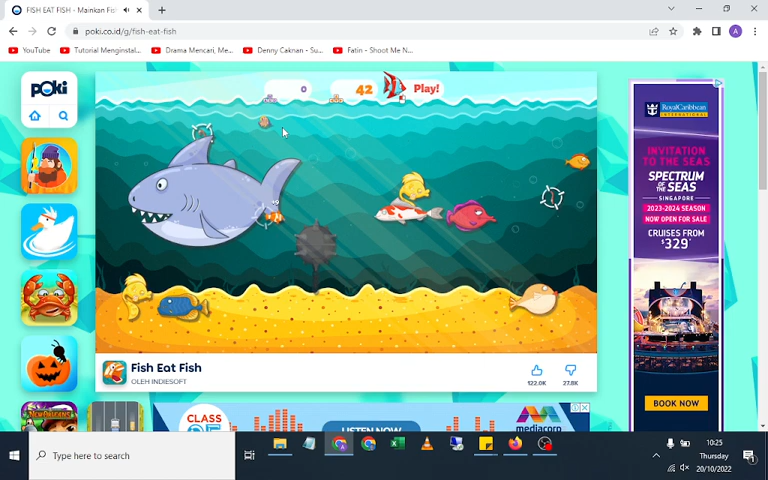 FISH EAT FISH - Mainkan Fis
poki.co.id/g/fish-eat-fish
A
YouTube
Tutorial Menginstal...
Drama Mencari, Me...
Denny Caknan - Su...
Fatin - Shoot Me N...
POKI
0
42
Play!
Fish Eat Fish
OLEH INDIESOFT
122.0K
27.8K
RoyalCaribbean
INTERNATIONAL
INVITATION
TO THE SEAS
SPECTRUM
OF THE SEAS
SINGAPORE
2023-2024 SEASON
NOW OPEN FOR SALE
CRUISES FROM
$329
BOOK NOW
CLASS
LISTEN NOW
mediacorp
Type here to search
10:25
Thursday
20/10/2022
1